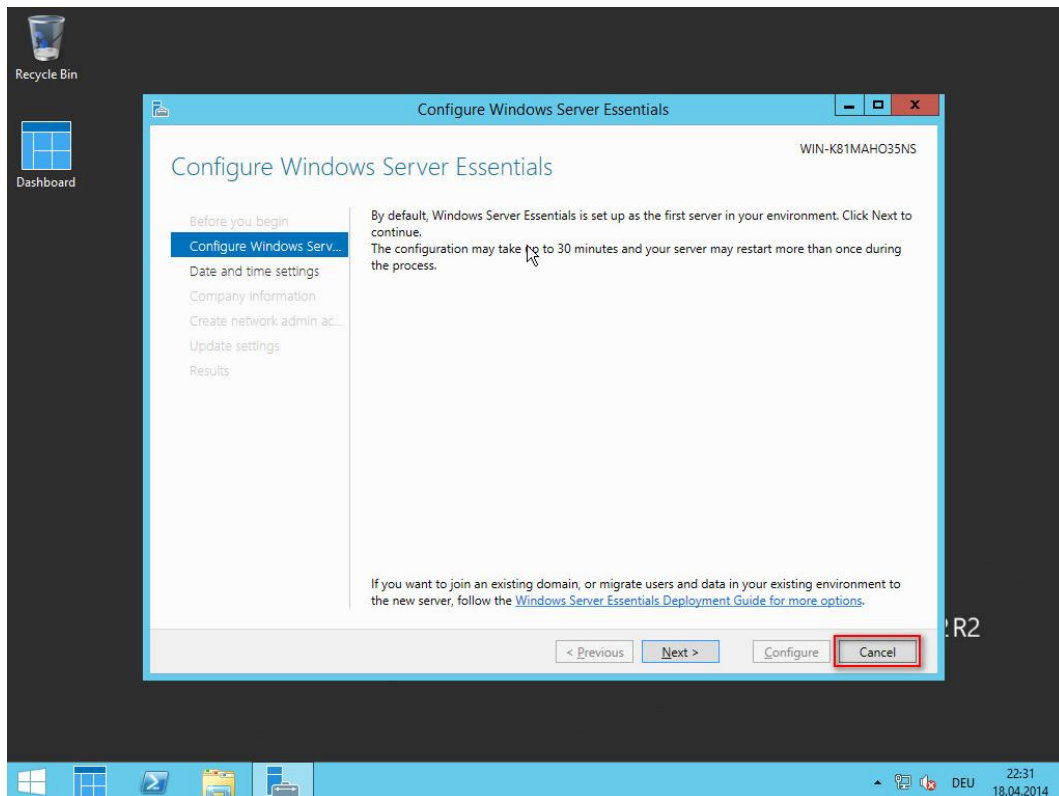 Recycle Bin
Dashboard
Configure Windows Server Essentials
WIN-K81MAHO35NS
Configure Windows Server Essentials
Before you begin
Configure Windows Serv...
Date and time settings
Company information
Create network admin ac...
Update settings
Results
By default, Windows Server Essentials is set up as the first server in your environment. Click Next to
continue.
The configuration may take up to 30 minutes and your server may restart more than once during
the process.
If you want to join an existing domain, or migrate users and data in your existing environment to
the new server, follow the Windows Server Essentials Deployment Guide for more options.
< Previous
Next >
Configure
Cancel
R2
DEU
22:31
18.04.2014